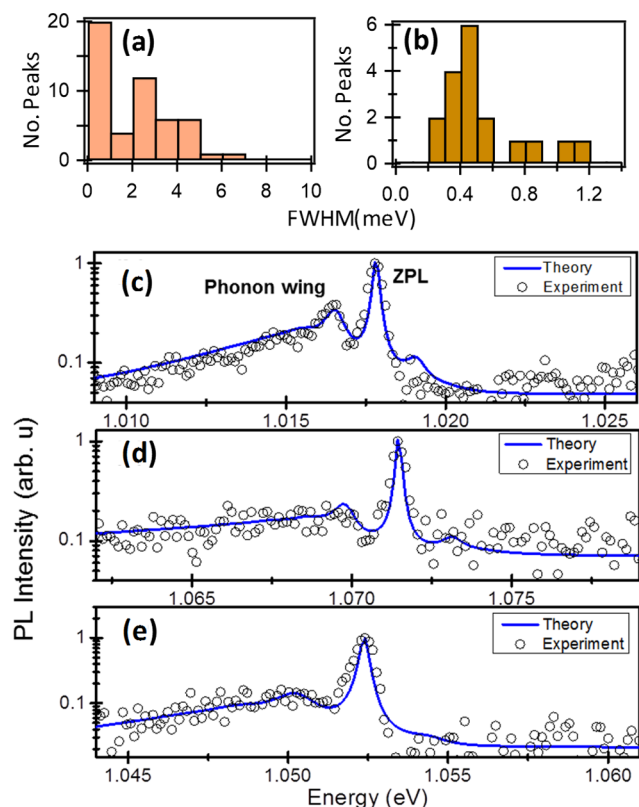 (a)
(b)
No. Peaks
20
10
0
0 2 4 6 8 10
No. Peaks
6
4
2
0
0.0 0.4 0.8 1.2
FWHM(meV)
PL Intensity (arb. u)
(c)
Phonon wing
ZPL
Theory
Experiment
1
0.1
1.010 1.015 1.020 1.025
(d)
Theory
Experiment
1
0.1
1.065 1.070 1.075
(e)
Theory
Experiment
1
0.1
1.045 1.050 1.055 1.060
Energy (eV)